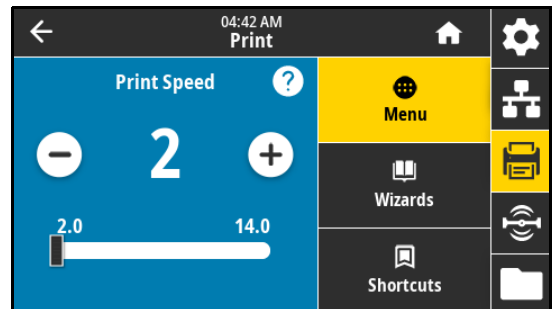 04:42 AM
Print
Print Speed
?
2
2.0
14.0
Menu
Wizards
Shortcuts